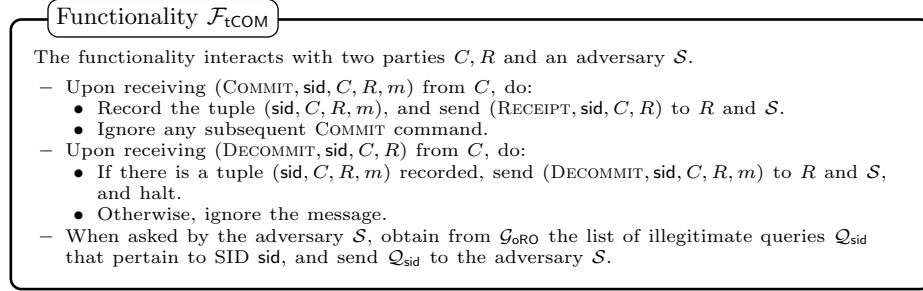 Functionality 𝓕tCOM
The functionality interacts with two parties C, R and an adversary 𝒮.
– Upon receiving (COMMIT, sid, C, R, m) from C, do:
• Record the tuple (sid, C, R, m), and send (RECEIPT, sid, C, R) to R and 𝒮.
• Ignore any subsequent COMMIT command.
– Upon receiving (DECOMMIT, sid, C, R) from C, do:
• If there is a tuple (sid, C, R, m) recorded, send (DECOMMIT, sid, C, R, m) to R and 𝒮,
and halt.
• Otherwise, ignore the message.
– When asked by the adversary 𝒮, obtain from 𝒢oRO the list of illegitimate queries 𝒬sid
that pertain to SID sid, and send 𝒬sid to the adversary 𝒮.